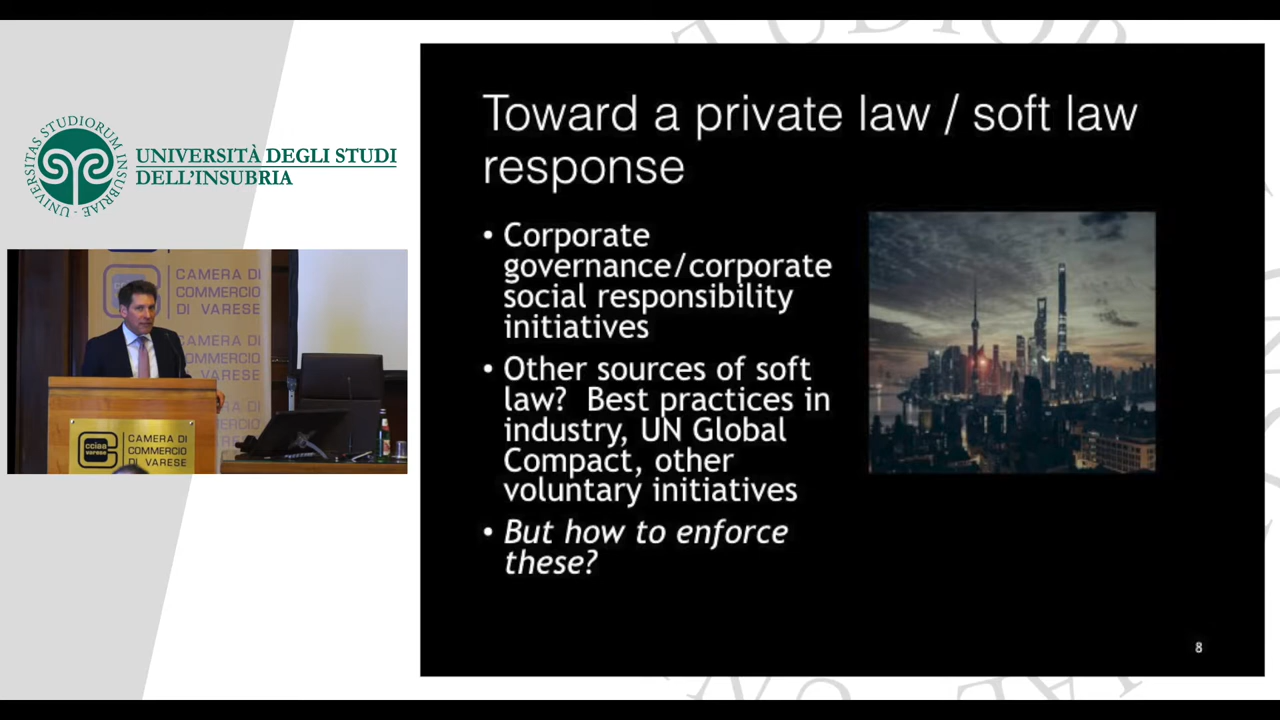 UNIVERSITÀ DEGLI STUDI
DELL'INSUBRIA
UNIVERSITAS STUDIORUM INSUBRIAE
CAMERA DI
COMMERCIO
DI VARESE
CAMERA DI
COMMERCIO
VARESE
cciaa
varese
CAMERA DI
COMMERCIO
DI VARESE
Toward a private law / soft law
response
• Corporate
governance/corporate
social responsibility
initiatives
• Other sources of soft
law? Best practices in
industry, UN Global
Compact, other
voluntary initiatives
• But how to enforce
these?
8